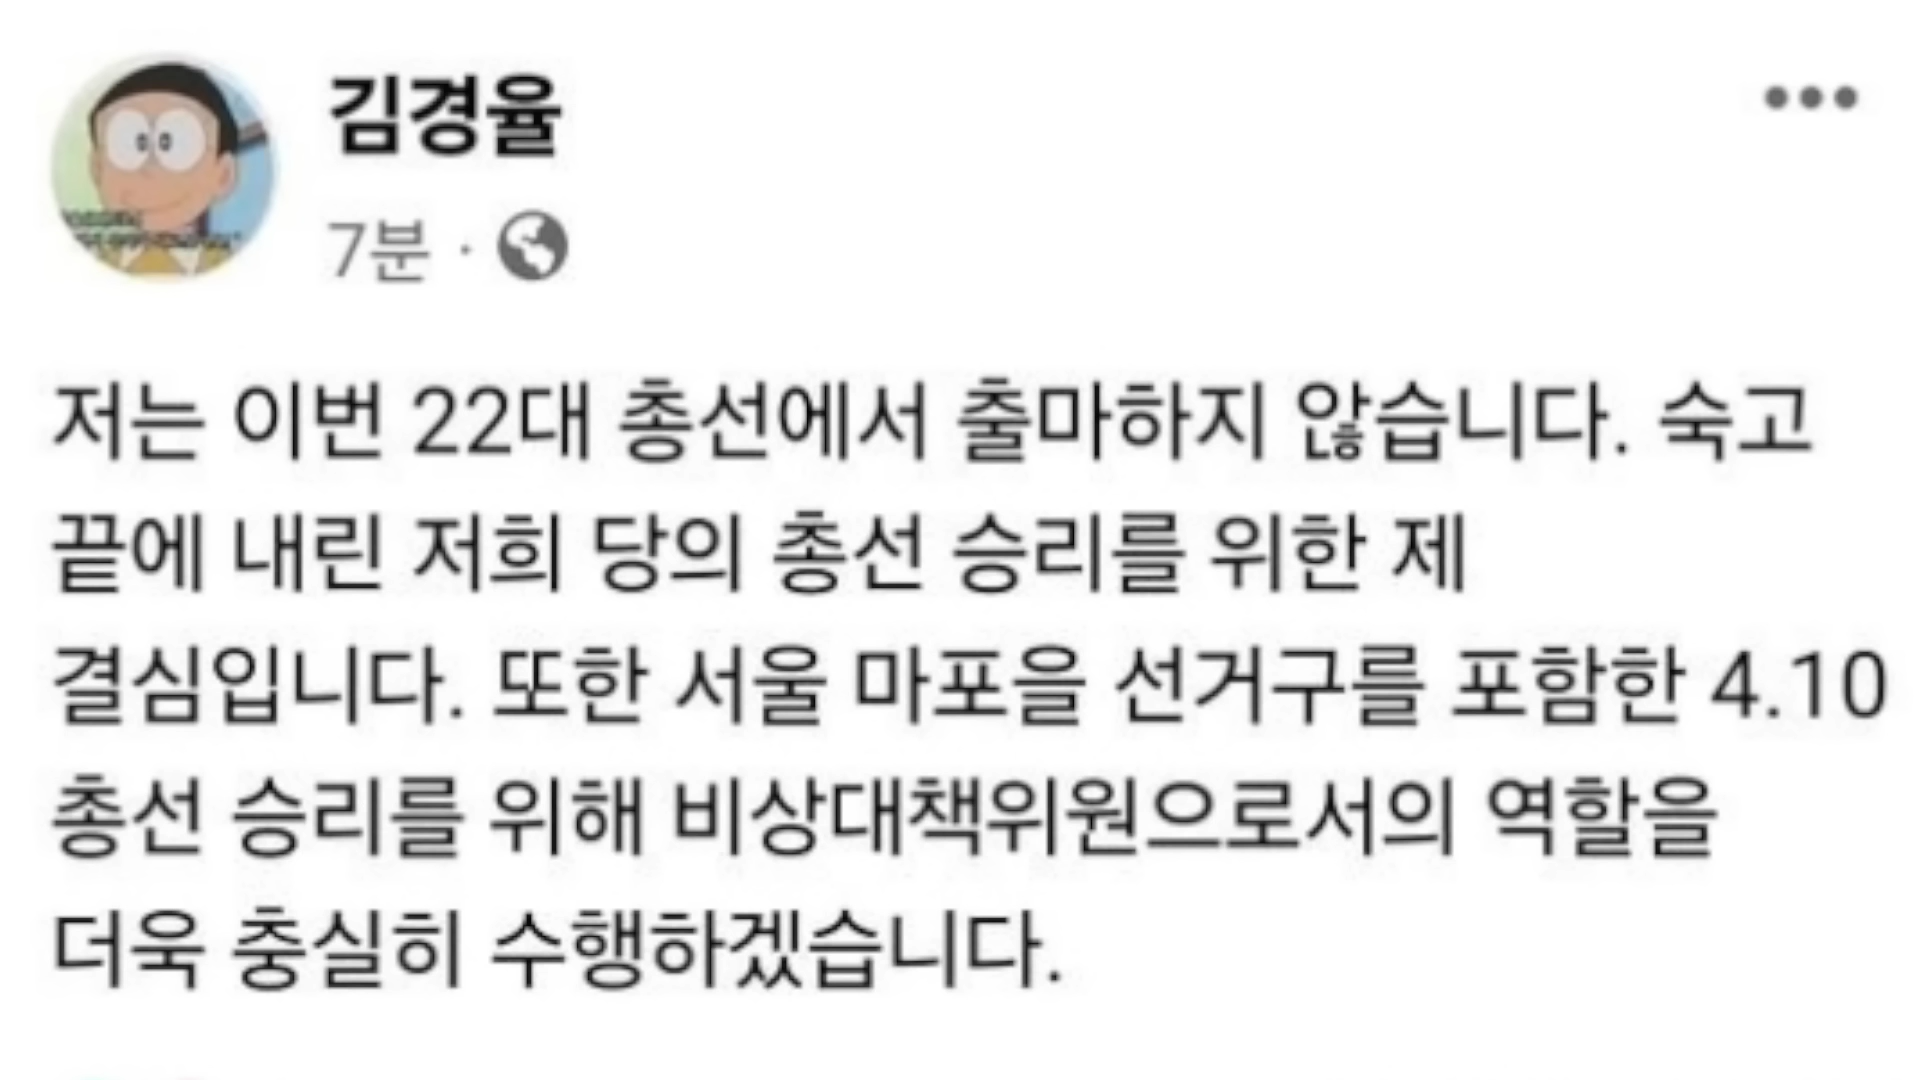 김경율
7분 ·
저는 이번 22대 총선에서 출마하지 않습니다. 숙고
끝에 내린 저희 당의 총선 승리를 위한 제
결심입니다. 또한 서울 마포을 선거구를 포함한 4.10
총선 승리를 위해 비상대책위원으로서의 역할을
더욱 충실히 수행하겠습니다.